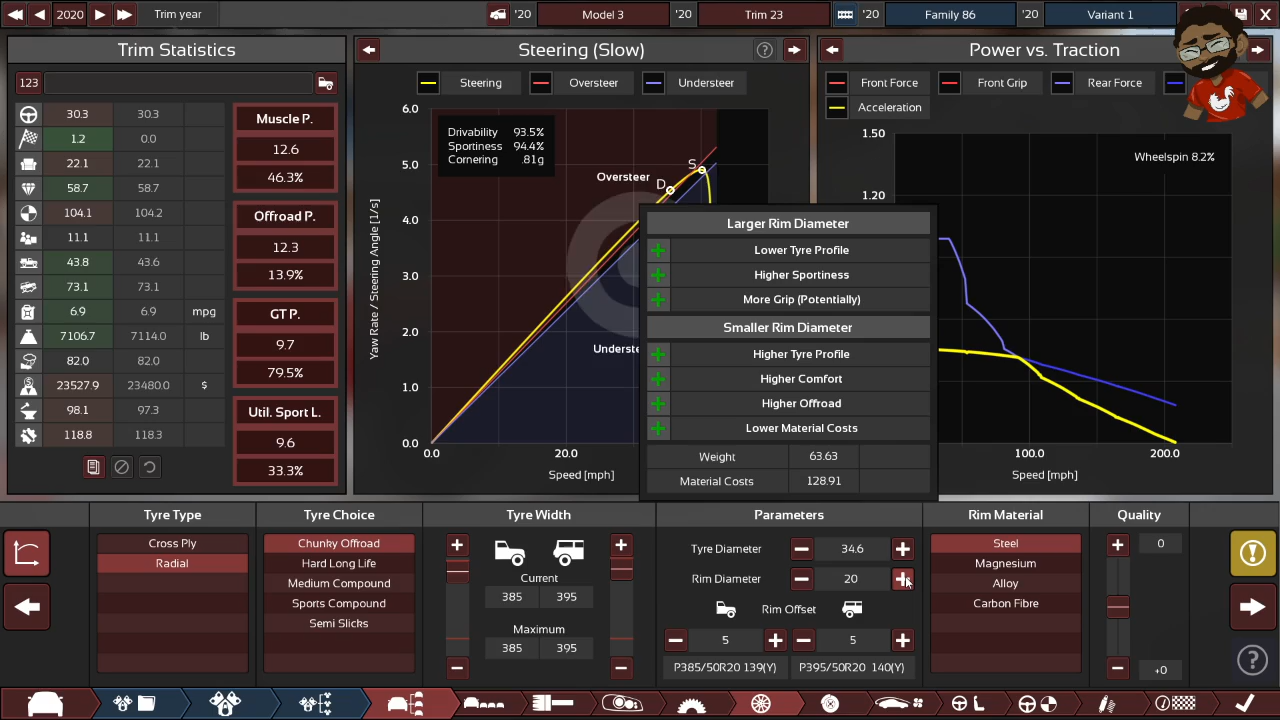 2020
Trim year
'20
Model 3
'20
Trim 23
'20
Family 86
'20
Variant 1
Trim Statistics
123
30.3 30.3
1.2 0.0
22.1 22.1
58.7 58.7
104.1 104.2
11.1 11.1
43.8 43.6
73.1 73.1
6.9 6.9 mpg
7106.7 7114.0 lb
82.0 82.0
23527.9 23480.0 $
98.1 97.3
118.8 118.3
Muscle P.
12.6
46.3%
Offroad P.
12.3
13.9%
GT P.
9.7
79.5%
Util. Sport L.
9.6
33.3%
Steering (Slow)
?
Steering Oversteer Understeer
6.0
5.0
4.0
3.0
2.0
1.0
0.0
Yaw Rate / Steering Angle [1/s]
Drivability 93.5%
Sportiness 94.4%
Cornering .81g
Oversteer
D
S
Underste
0.0 20.0
Speed [mph]
Power vs. Traction
Front Force Front Grip Rear Force
Acceleration
1.50
1.20
Wheelspin 8.2%
100.0 200.0
Speed [mph]
Larger Rim Diameter
Lower Tyre Profile
Higher Sportiness
More Grip (Potentially)
Smaller Rim Diameter
Higher Tyre Profile
Higher Comfort
Higher Offroad
Lower Material Costs
Weight 63.63
Material Costs 128.91
Tyre Type
Cross Ply
Radial
Tyre Choice
Chunky Offroad
Hard Long Life
Medium Compound
Sports Compound
Semi Slicks
Tyre Width
Current
385 395
Maximum
385 395
Parameters
Tyre Diameter 34.6
Rim Diameter 20
Rim Offset
5 5
P385/50R20 139(Y) P395/50R20 140(Y)
Rim Material
Steel
Magnesium
Alloy
Carbon Fibre
Quality
0
+0
?